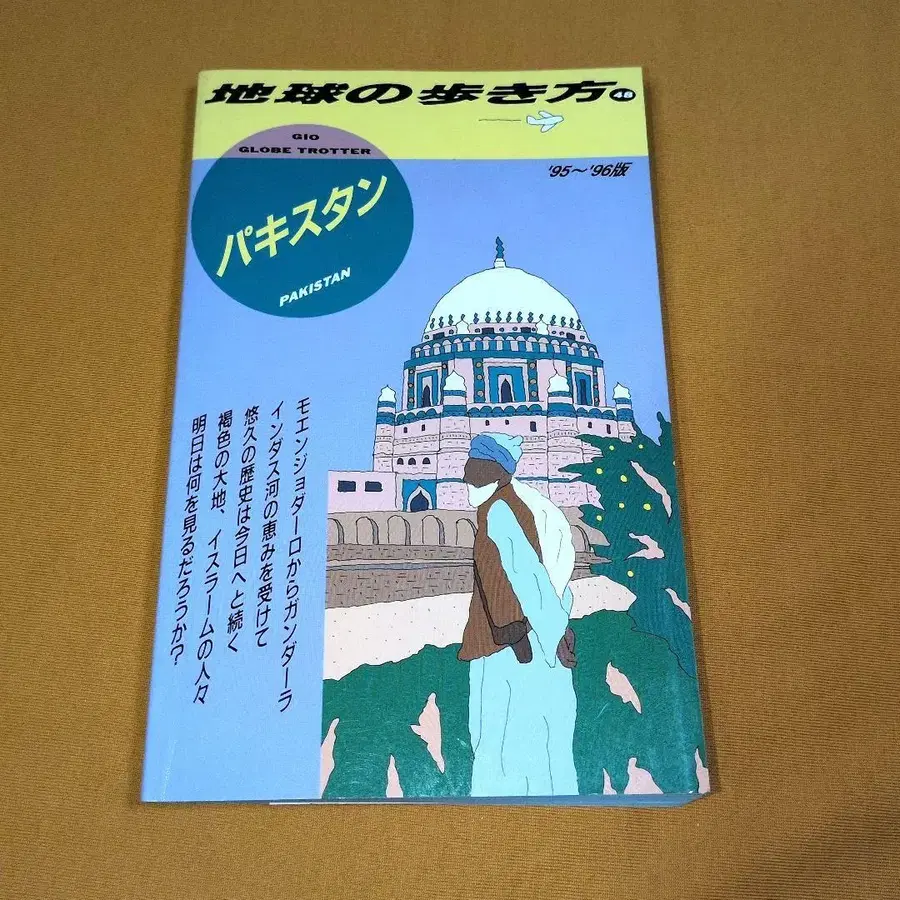 地球の歩き方 48
GIO
GLOBE TROTTER
'95〜'96版
パキスタン
PAKISTAN
モエンジョダーロからガンダーラ
インダス河の恵みを受けて
悠久の歴史は今日へと続く
褐色の大地、イスラームの人々
明日は何を見るだろうか?